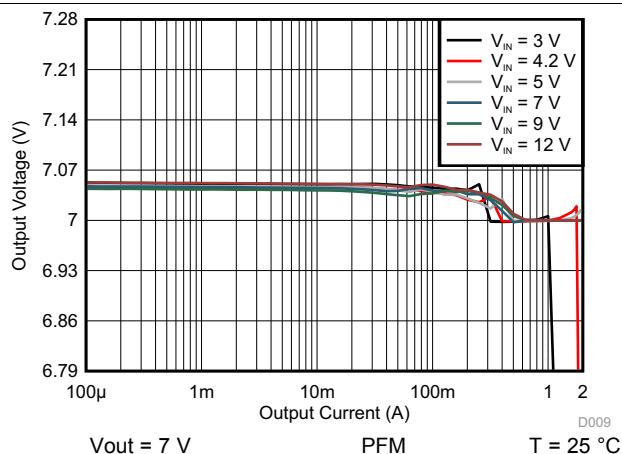 7.28
7.21
7.14
7.07
7
6.93
6.86
6.79
Output Voltage (V)
V_IN = 3 V
V_IN = 4.2 V
V_IN = 5 V
V_IN = 7 V
V_IN = 9 V
V_IN = 12 V
100µ 1m 10m 100m 1 2
Output Current (A)
D009
Vout = 7 V PFM T = 25 °C